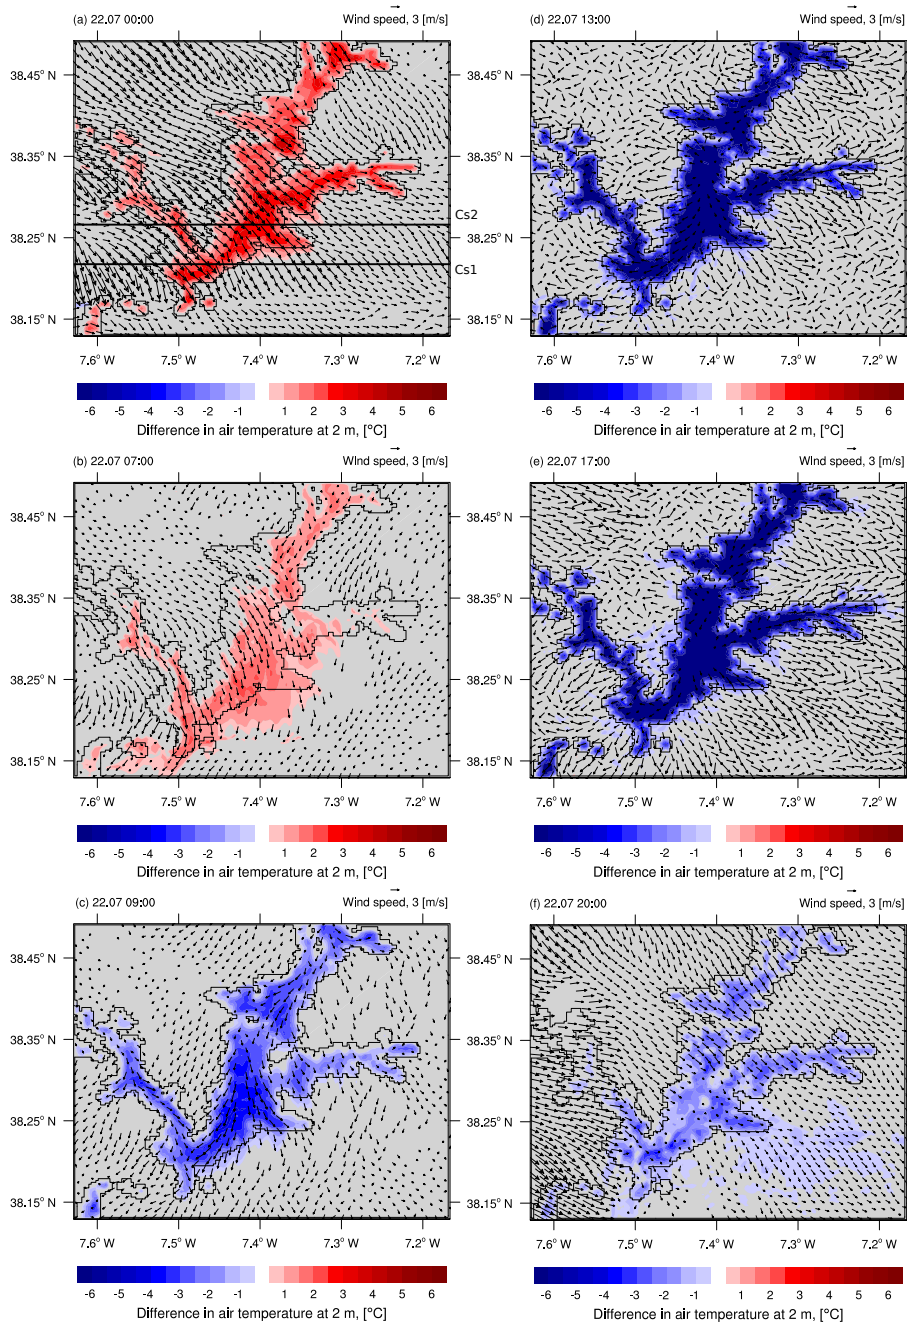 (a) 22.07 00:00 Wind speed, 3 [m/s]
38.45° N
38.35° N
38.25° N
38.15° N
Cs2
Cs1
7.6° W 7.5° W 7.4° W 7.3° W 7.2° W
-6 -5 -4 -3 -2 -1 1 2 3 4 5 6
Difference in air temperature at 2 m, [°C]
(d) 22.07 13:00 Wind speed, 3 [m/s]
38.45° N
38.35° N
38.25° N
38.15° N
7.6° W 7.5° W 7.4° W 7.3° W 7.2° W
-6 -5 -4 -3 -2 -1 1 2 3 4 5 6
Difference in air temperature at 2 m, [°C]
(b) 22.07 07:00 WInd speed, 3 [m/s]
38.45° N
38.35° N
38.25° N
38.15° N
7.6° W 7.5° W 7.4° W 7.3° W 7.2° W
-6 -5 -4 -3 -2 -1 1 2 3 4 5 6
Difference in air temperature at 2 m, [°C]
(e) 22.07 17:00 Wind speed, 3 [m/s]
38.45° N
38.35° N
38.25° N
38.15° N
7.6° W 7.5° W 7.4° W 7.3° W 7.2° W
-6 -5 -4 -3 -2 -1 1 2 3 4 5 6
Difference in air temperature at 2 m, [°C]
(c) 22.07 09:00 Wind speed, 3 [m/s]
38.45° N
38.35° N
38.25° N
38.15° N
7.6° W 7.5° W 7.4° W 7.3° W 7.2° W
-6 -5 -4 -3 -2 -1 1 2 3 4 5 6
Difference in air temperature at 2 m, [°C]
(f) 22.07 20:00 Wind speed, 3 [m/s]
38.45° N
38.35° N
38.25° N
38.15° N
7.6° W 7.5° W 7.4° W 7.3° W 7.2° W
-6 -5 -4 -3 -2 -1 1 2 3 4 5 6
Difference in air temperature at 2 m, [°C]